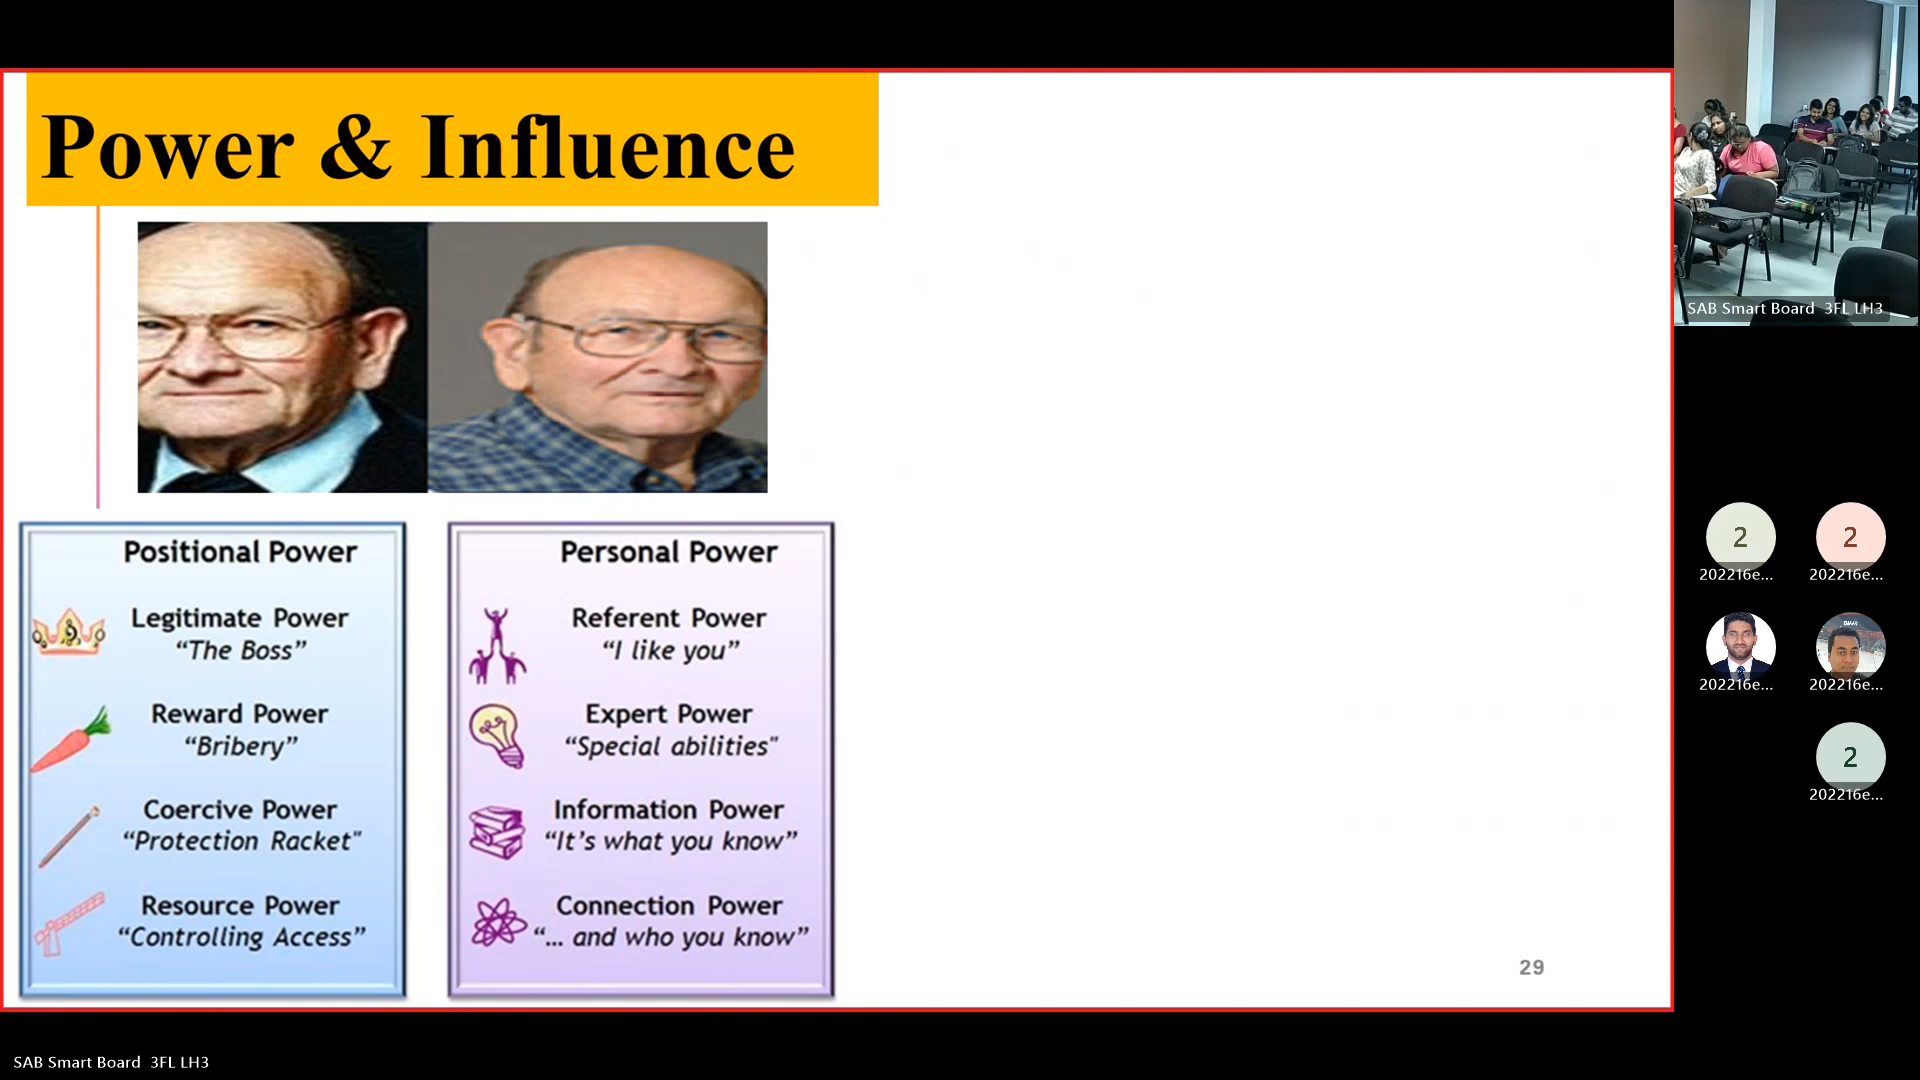 Power & Influence
Positional Power
Legitimate Power
“The Boss”
Reward Power
“Bribery”
Coercive Power
“Protection Racket"
Resource Power
“Controlling Access”
Personal Power
Referent Power
“I like you”
Expert Power
“Special abilities"
Information Power
“It’s what you know”
Connection Power
“... and who you know”
29
SAB Smart Board 3FL LH3
2
202216e...
2
202216e...
202216e...
202216e...
2
202216e...
SAB Smart Board 3FL LH3